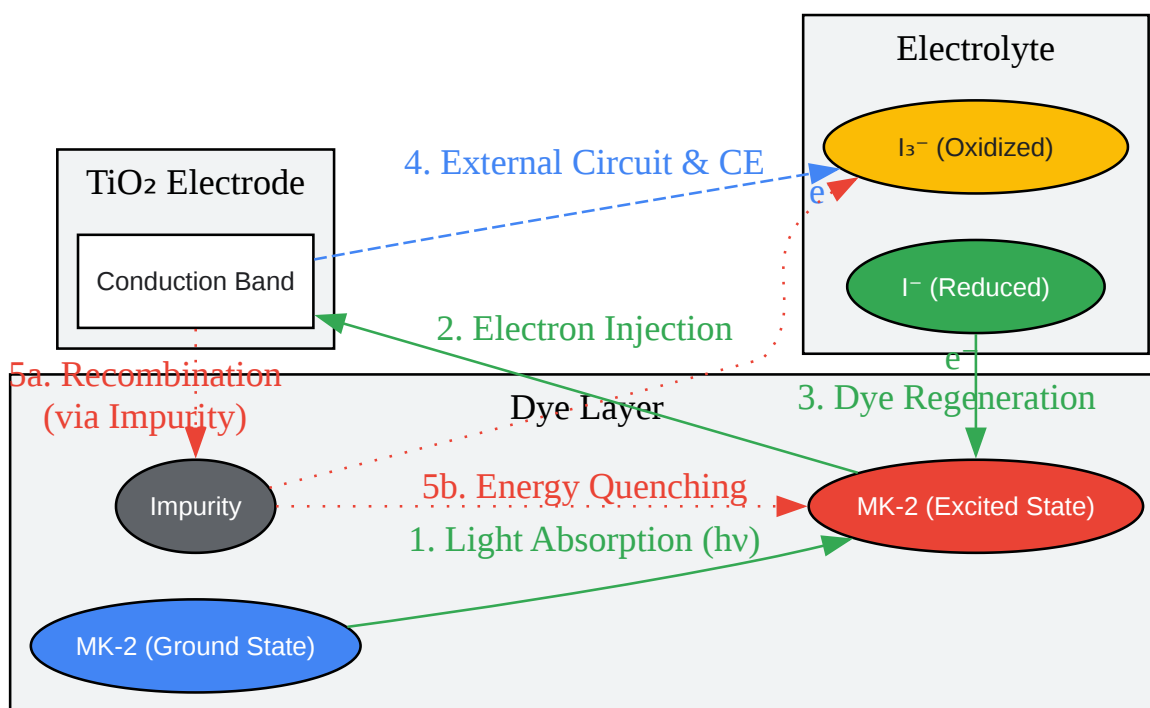 Electrolyte
I₃⁻ (Oxidized)
4. External Circuit & CE
e⁻
TiO₂ Electrode
Conduction Band
I⁻ (Reduced)
2. Electron Injection
e⁻
5a. Recombination
(via Impurity)
Dye Layer
3. Dye Regeneration
Impurity
5b. Energy Quenching
MK-2 (Excited State)
1. Light Absorption (hν)
MK-2 (Ground State)